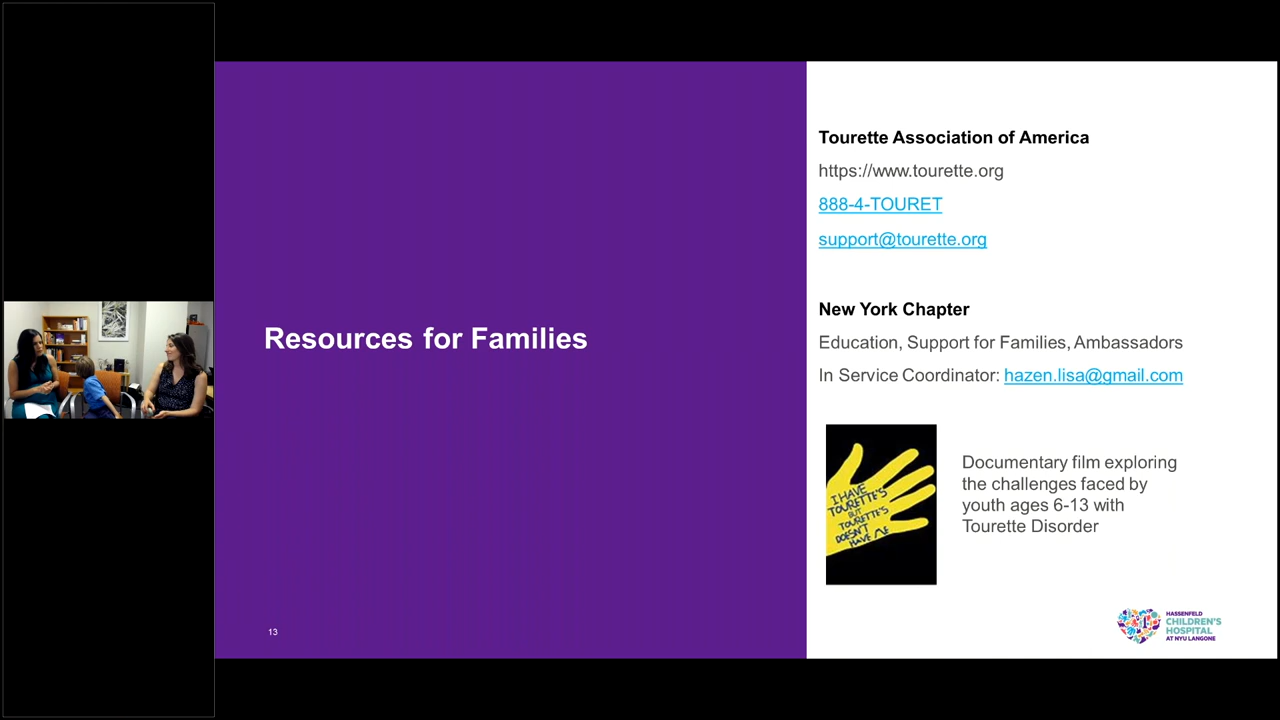 Resources for Families
13
Tourette Association of America
https://www.tourette.org
888-4-TOURET
support@tourette.org
New York Chapter
Education, Support for Families, Ambassadors
In Service Coordinator: hazen.lisa@gmail.com
I HAVE
TOURETTE'S
BUT
TOURETTE'S
DOESN'T
HAVE ME
Documentary film exploring
the challenges faced by
youth ages 6-13 with
Tourette Disorder
HASSENFELD
CHILDREN'S
HOSPITAL
AT NYU LANGONE